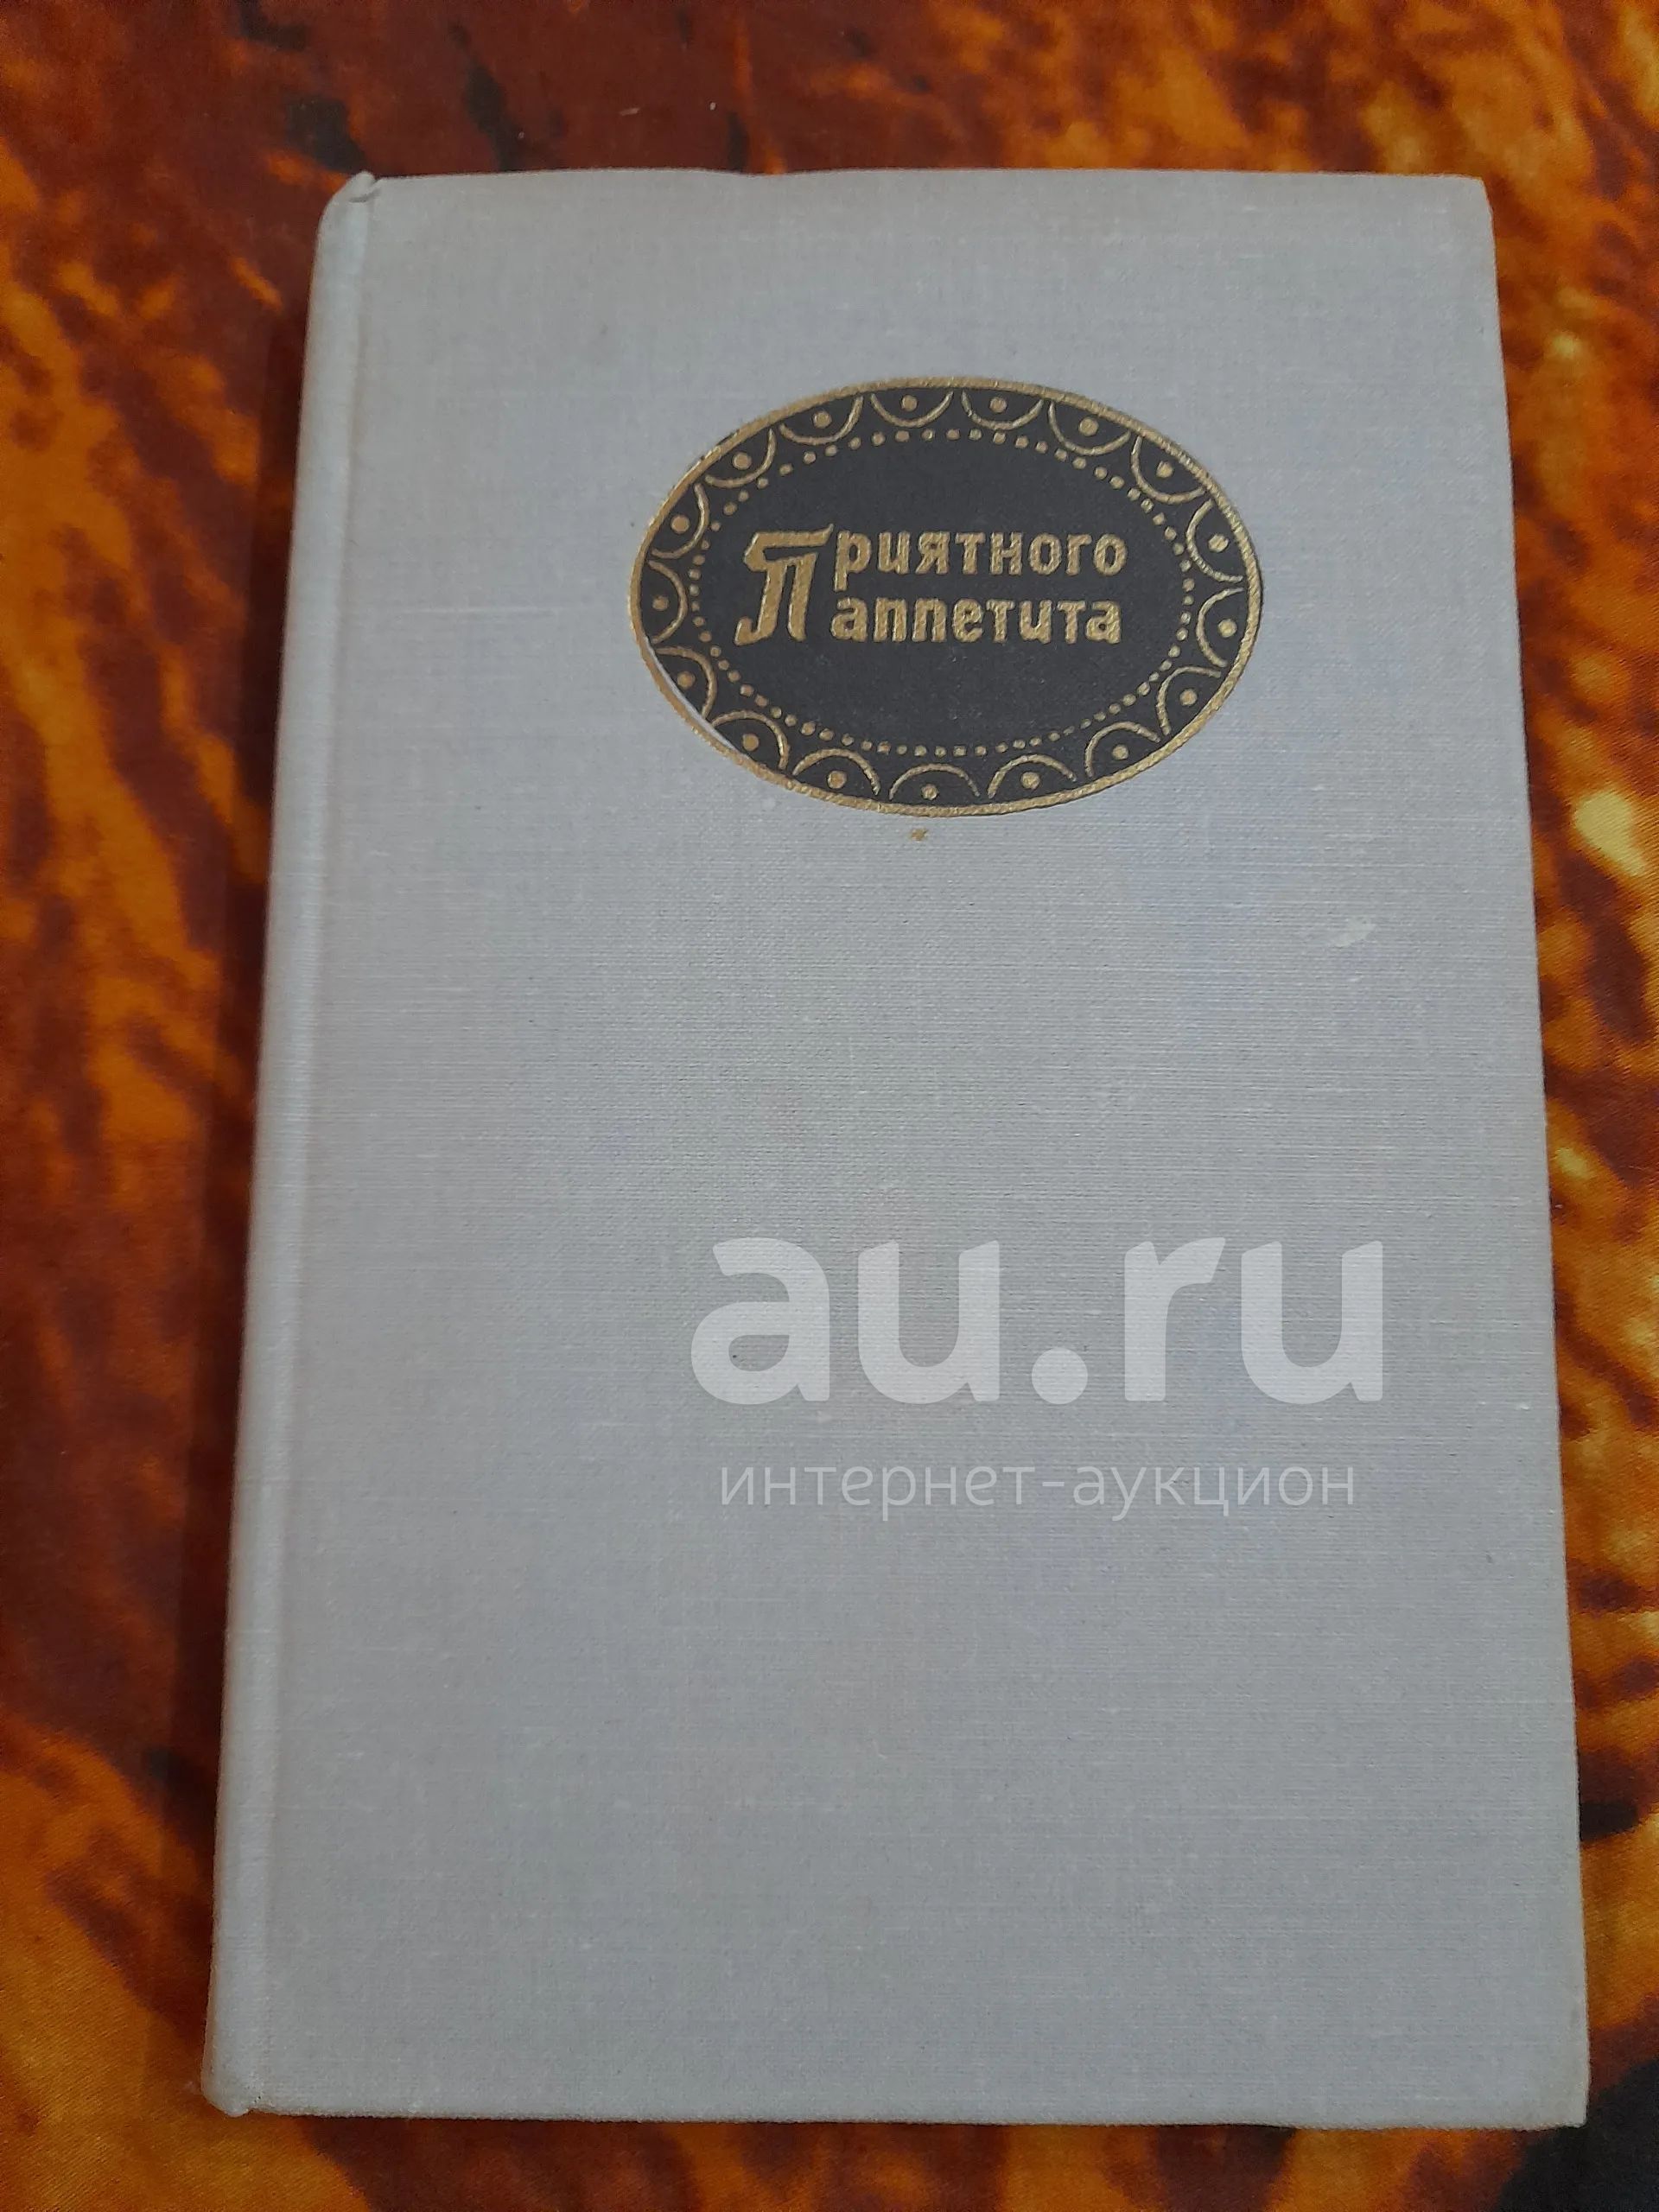 Приятного
аппетита
au.ru
интернет-аукцион